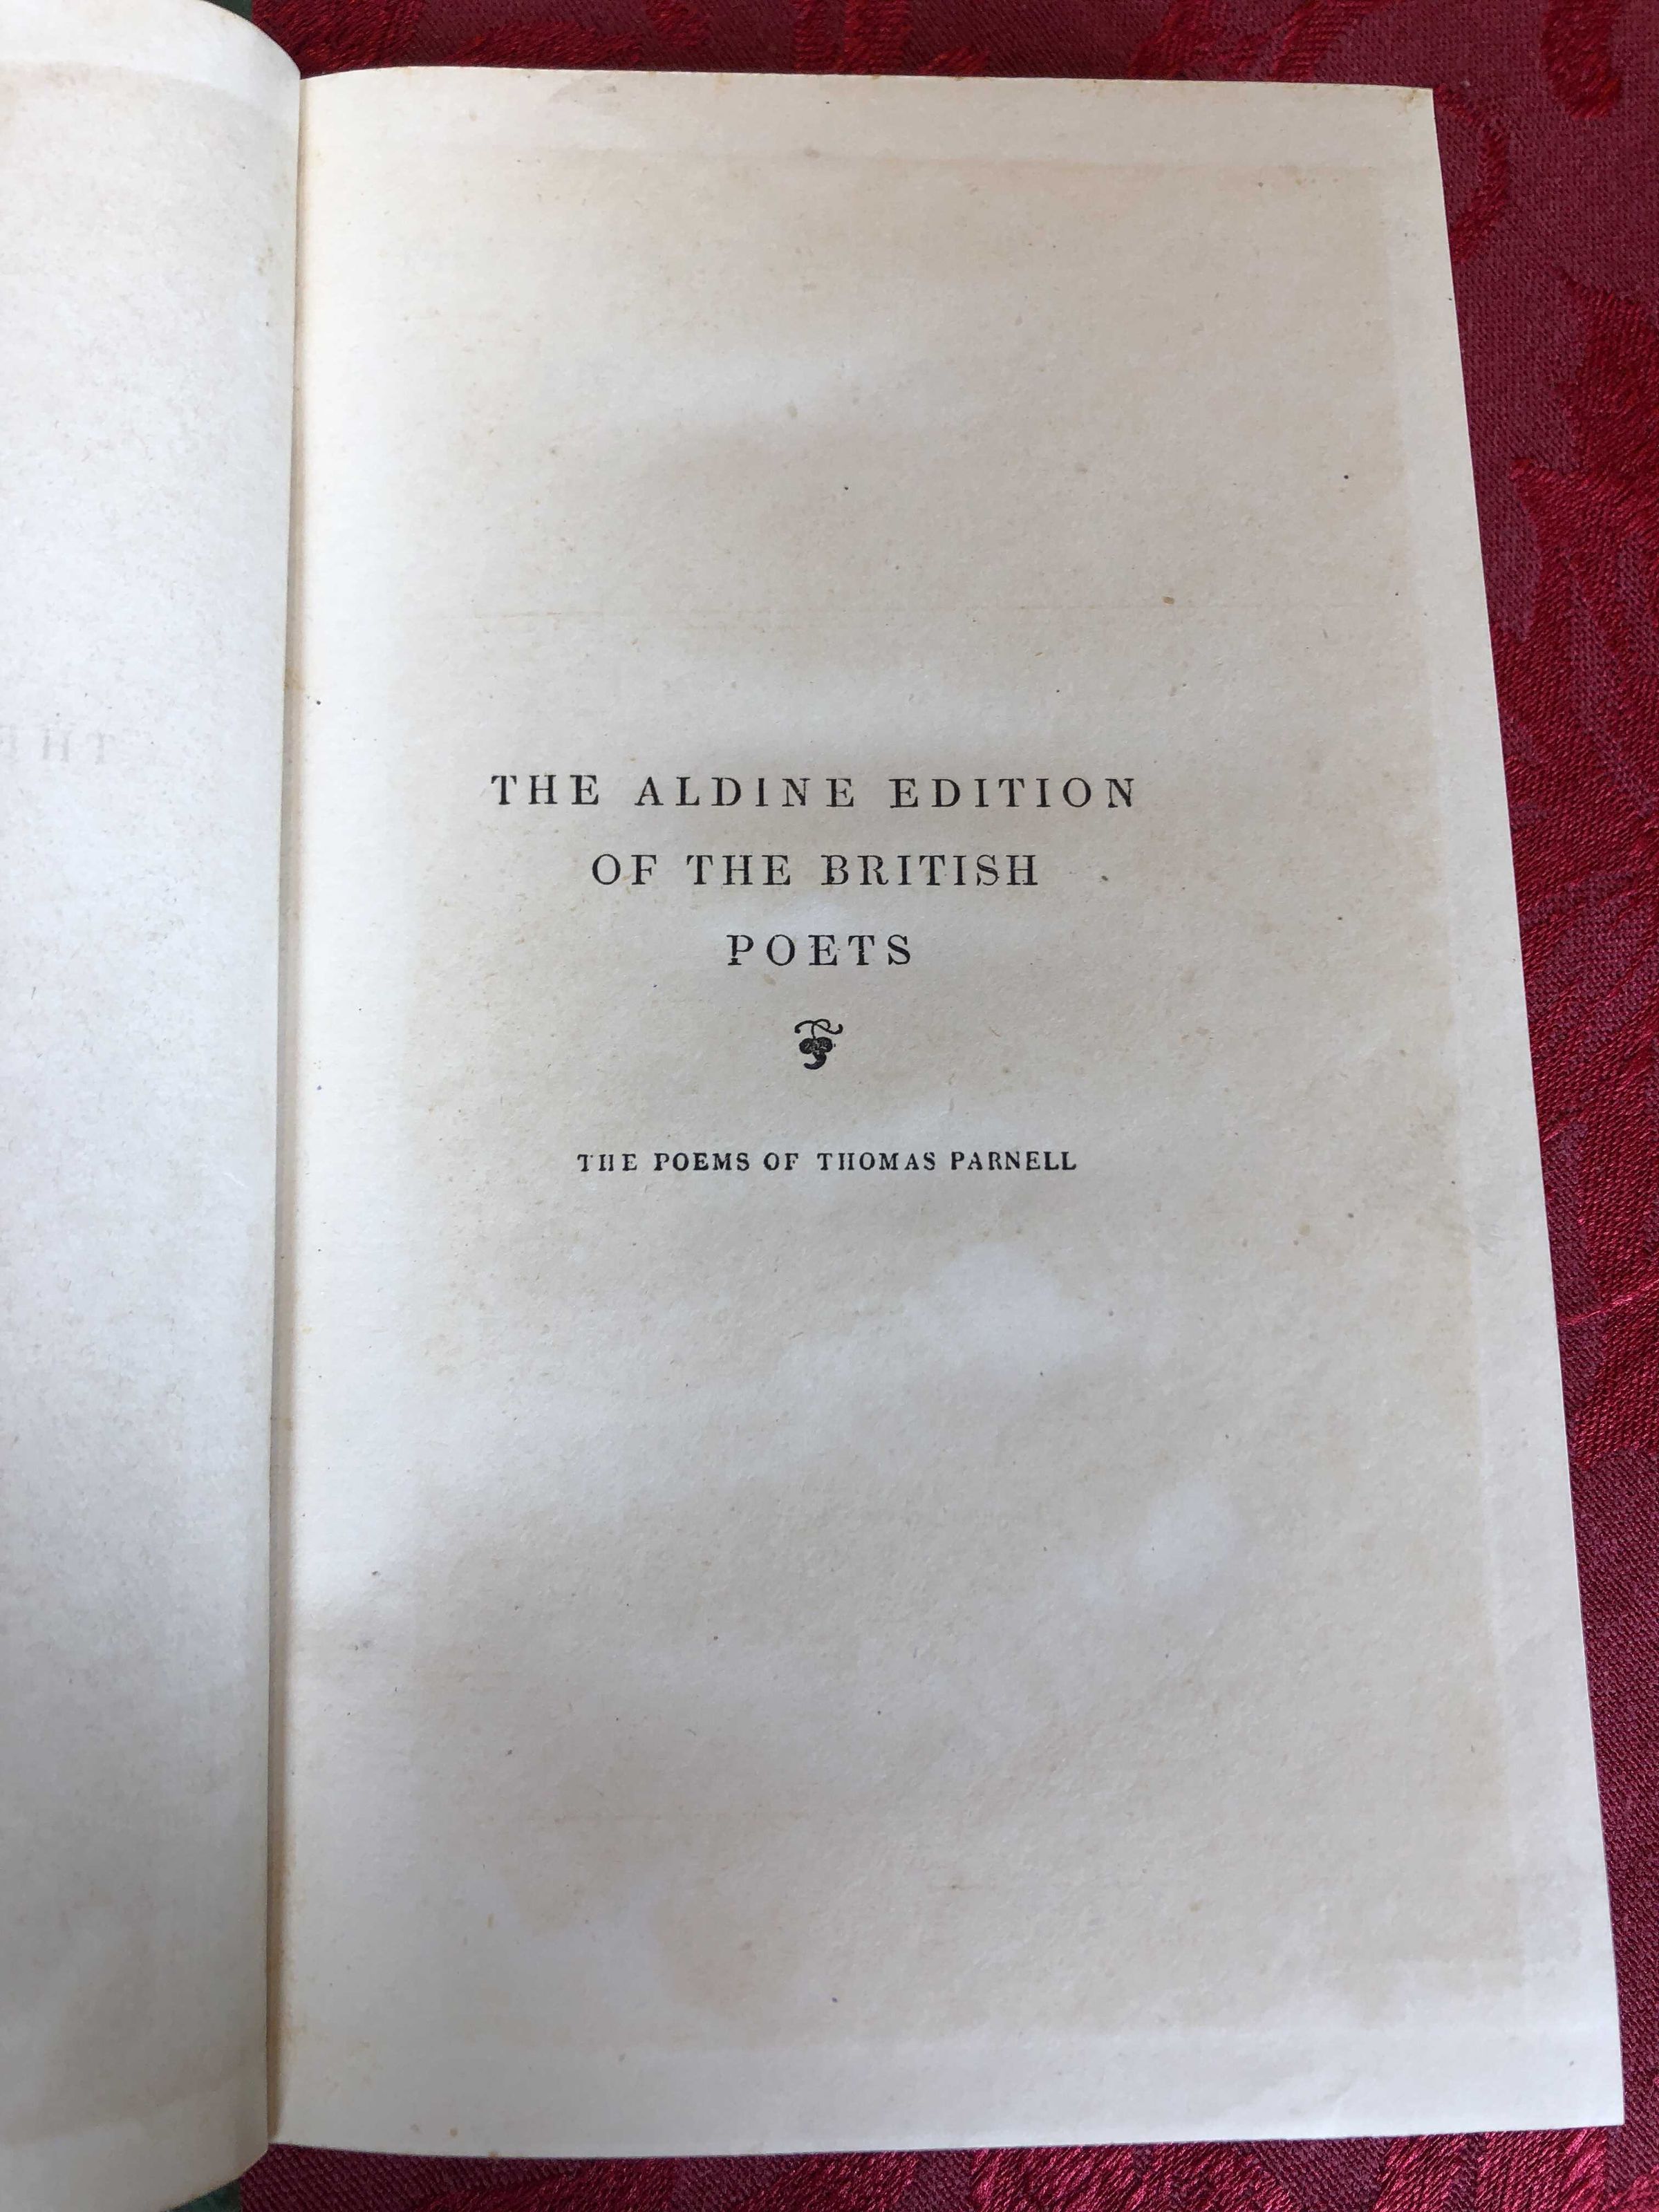 THE ALDINE EDITION
OF THE BRITISH
POETS
THE POEMS OF THOMAS PARNELL